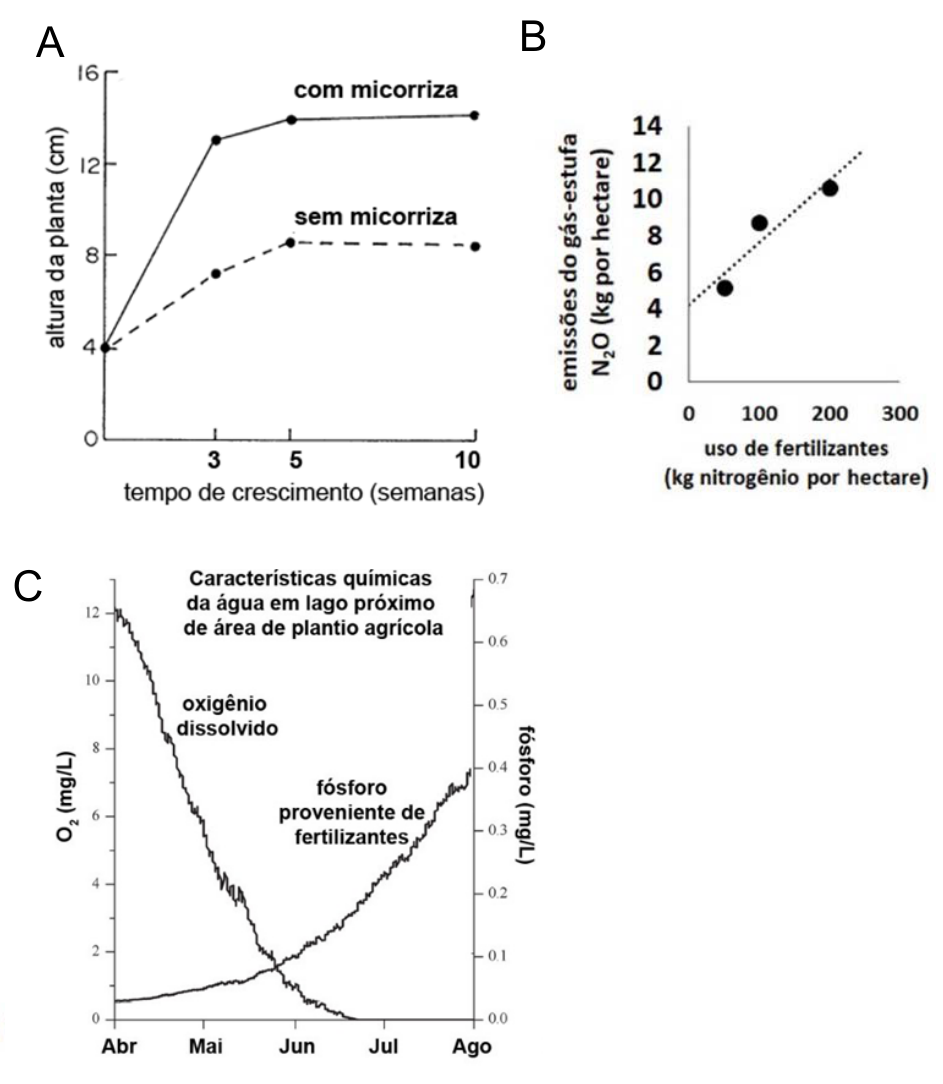 A
16
12
8
4
0
altura da planta (cm)
com micorriza
sem micorriza
3 5 10
tempo de crescimento (semanas)
B
emissões do gás-estufa
N₂O (kg por hectare)
14
12
10
8
6
4
2
0
0 100 200 300
uso de fertilizantes
(kg nitrogênio por hectare)
C
Características químicas
da água em lago próximo
de área de plantio agrícola
O₂ (mg/L)
12
10
8
6
4
2
0
oxigênio
dissolvido
fósforo
proveniente de
fertilizantes
0.7
0.6
0.5
0.4
0.3
0.2
0.1
0.0
fósforo (mg/L)
Abr Mai Jun Jul Ago